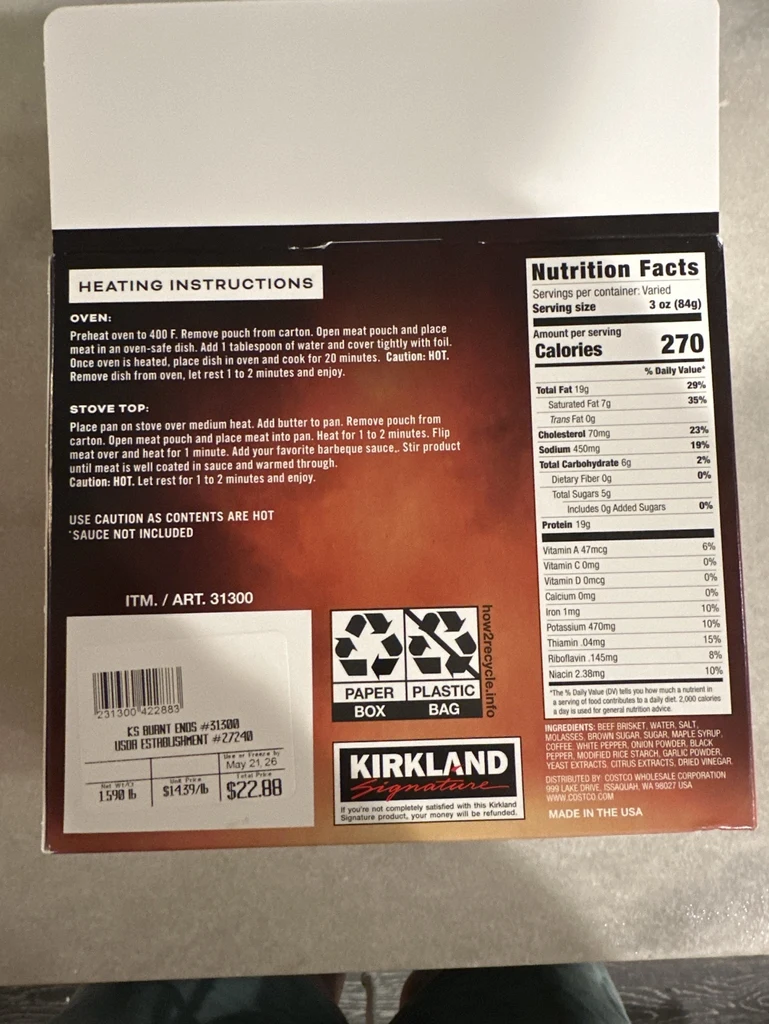 HEATING INSTRUCTIONS
OVEN:
Preheat oven to 400 F. Remove pouch from carton. Open meat pouch and place
meat in an oven-safe dish. Add 1 tablespoon of water and cover tightly with foil.
Once oven is heated, place dish in oven and cook for 20 minutes. Caution: HOT.
Remove dish from oven, let rest 1 to 2 minutes and enjoy.
STOVE TOP:
Place pan on stove over medium heat. Add butter to pan. Remove pouch from
carton. Open meat pouch and place meat into pan. Heat for 1 to 2 minutes. Flip
meat over and heat for 1 minute. Add your favorite barbeque sauce.. Stir product
until meat is well coated in sauce and warmed through.
Caution: HOT. Let rest for 1 to 2 minutes and enjoy.
USE CAUTION AS CONTENTS ARE HOT
*SAUCE NOT INCLUDED
ITM. / ART. 31300
231300 422883
KS BURNT ENDS #31300
USDA ESTABLISHMENT #27240
Use or Freeze by
May 21, 26
Net Wt/Ct
1.590 lb
Unit Price
$14.39/lb
Total Price
$22.88
PAPER
BOX
PLASTIC
BAG
how2recycle.info
KIRKLAND
Signature
If you're not completely satisfied with this Kirkland
Signature product, your money will be refunded.
Nutrition Facts
Servings per container: Varied
Serving size 3 oz (84g)
Amount per serving
Calories 270
% Daily Value*
Total Fat 19g 29%
Saturated Fat 7g 35%
Trans Fat 0g
Cholesterol 70mg 23%
Sodium 450mg 19%
Total Carbohydrate 6g 2%
Dietary Fiber 0g 0%
Total Sugars 5g
Includes 0g Added Sugars 0%
Protein 19g
Vitamin A 47mcg 6%
Vitamin C 0mg 0%
Vitamin D 0mcg 0%
Calcium 0mg 0%
Iron 1mg 10%
Potassium 470mg 10%
Thiamin .04mg 15%
Riboflavin .145mg 8%
Niacin 2.38mg 10%
*The % Daily Value (DV) tells you how much a nutrient in
a serving of food contributes to a daily diet. 2,000 calories
a day is used for general nutrition advice.
INGREDIENTS: BEEF BRISKET, WATER, SALT,
MOLASSES, BROWN SUGAR, SUGAR, MAPLE SYRUP,
COFFEE, WHITE PEPPER, ONION POWDER, BLACK
PEPPER, MODIFIED RICE STARCH, GARLIC POWDER,
YEAST EXTRACTS, CITRUS EXTRACTS, DRIED VINEGAR.
DISTRIBUTED BY: COSTCO WHOLESALE CORPORATION
999 LAKE DRIVE, ISSAQUAH, WA 98027 USA
WWW.COSTCO.COM
MADE IN THE USA